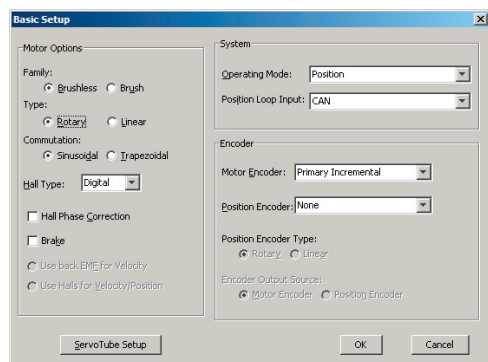 Basic Setup
Motor Options
Family:
Brushless Brush
Type:
Rotary Linear
Commutation:
Sinusoidal Trapezoidal
Hall Type: Digital
Hall Phase Correction
Brake
Use back EMF for Velocity
Use Halls for Velocity/Position
ServoTube Setup
System
Operating Mode: Position
Position Loop Input: CAN
Encoder
Motor Encoder: Primary Incremental
Position Encoder: None
Position Encoder Type:
Rotary Linear
Encoder Output Source:
Motor Encoder Position Encoder
OK Cancel